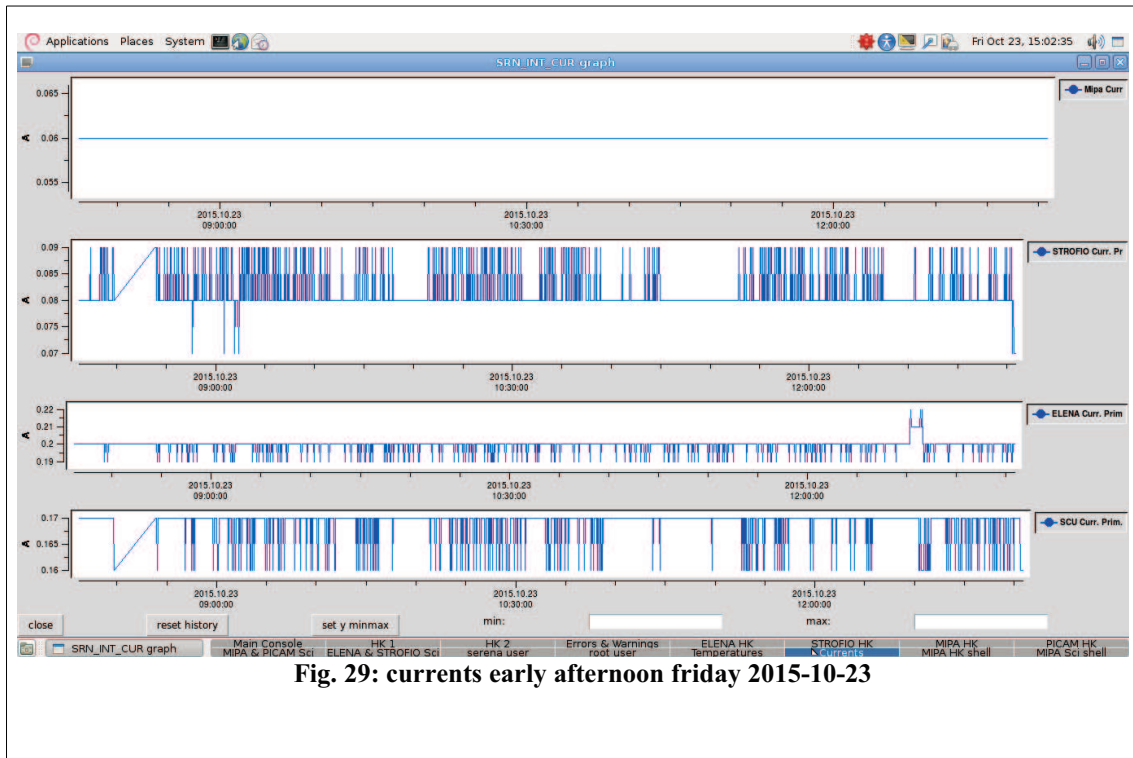 Applications Places System Fri Oct 23, 15:02:35
SRN_INT_CUR graph
0.065
0.06
0.055
A
Mipa Curr
2015.10.23 2015.10.23 2015.10.23
09:00:00 10:30:00 12:00:00
0.09
0.085
0.08
0.075
0.07
A
STROFIO Curr. Pr
2015.10.23 2015.10.23 2015.10.23
09:00:00 10:30:00 12:00:00
0.22
0.21
0.2
0.19
A
ELENA Curr. Prim
2015.10.23 2015.10.23 2015.10.23
09:00:00 10:30:00 12:00:00
0.17
0.165
0.16
A
SCU Curr. Prim.
2015.10.23 2015.10.23 2015.10.23
09:00:00 10:30:00 12:00:00
close reset history set y minmax min: max:
SRN_INT_CUR graph
Main Console HK 1 HK 2 Errors & Warnings ELENA HK STROFIO HK MIPA HK PICAM HK
MIPA & PICAM Sci ELENA & STROFIO Sci serena user root user Temperatures Currents MIPA HK shell MIPA Sci shell
Fig. 29: currents early afternoon friday 2015-10-23